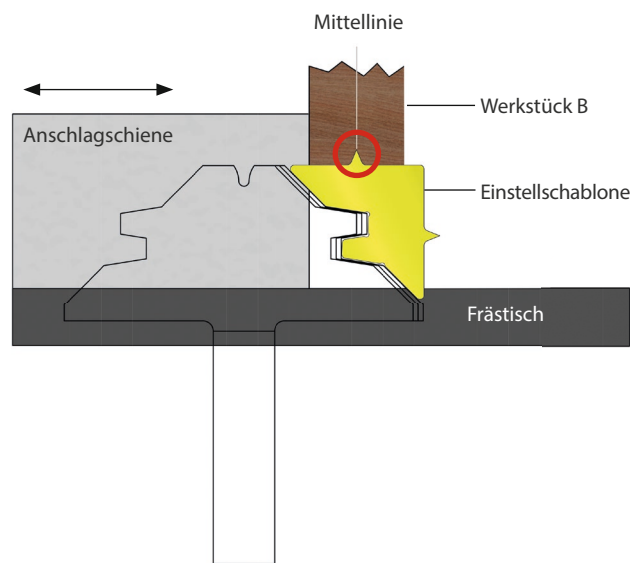 Mittellinie
Werkstück B
Anschlagschiene
Einstellschablone
Frästisch